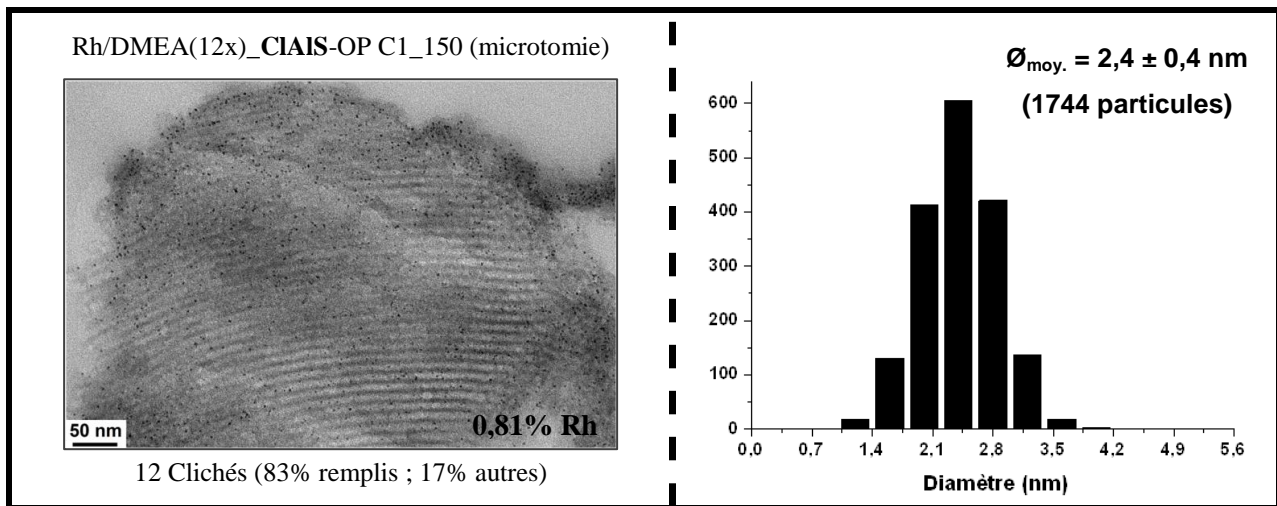 Rh/DMEA(12x)_ClAlS-OP C1_150 (microtomie)
50 nm
0,81% Rh
12 Clichés (83% remplis ; 17% autres)
Ømoy. = 2,4 ± 0,4 nm
(1744 particules)
600
500
400
300
200
100
0
0,0 0,7 1,4 2,1 2,8 3,5 4,2 4,9 5,6
Diamètre (nm)